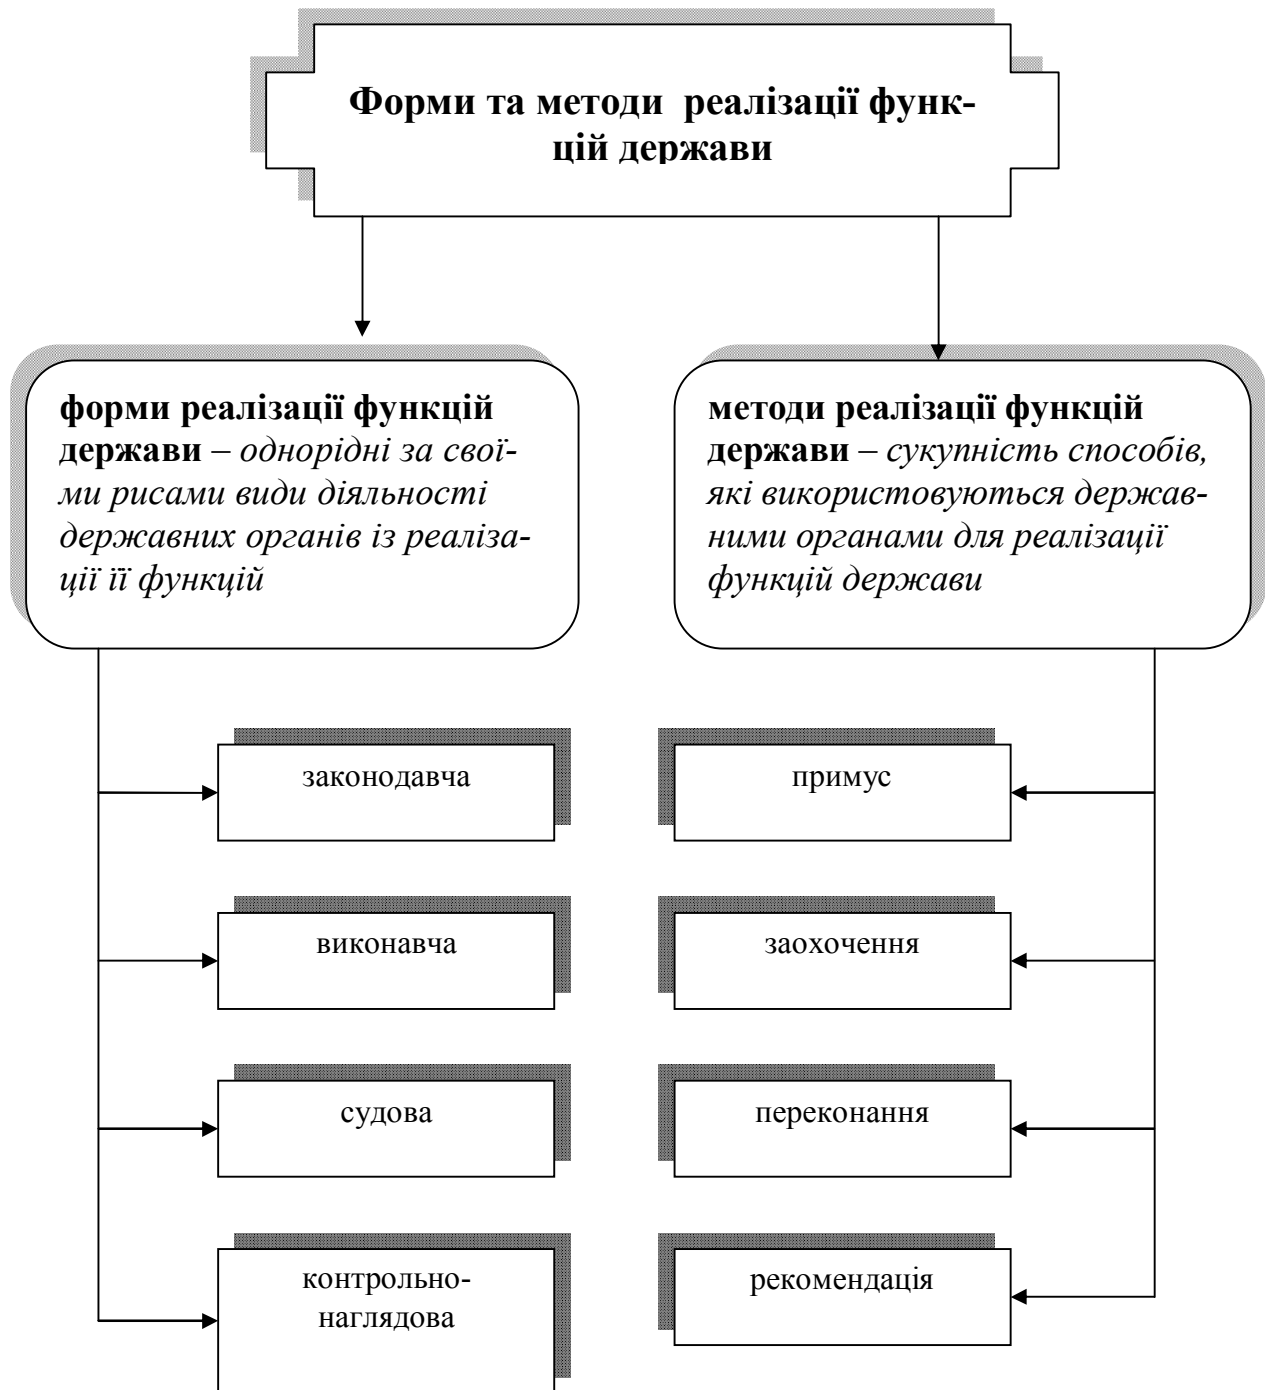 Форми та методи реалізації функ-
цій держави
форми реалізації функцій
держави – однорідні за свої-
ми рисами види діяльності
державних органів із реаліза-
ції її функцій
методи реалізації функцій
держави – сукупність способів,
які використовуються держав-
ними органами для реалізації
функцій держави
законодавча
виконавча
судова
контрольно-
наглядова
примус
заохочення
переконання
рекомендація